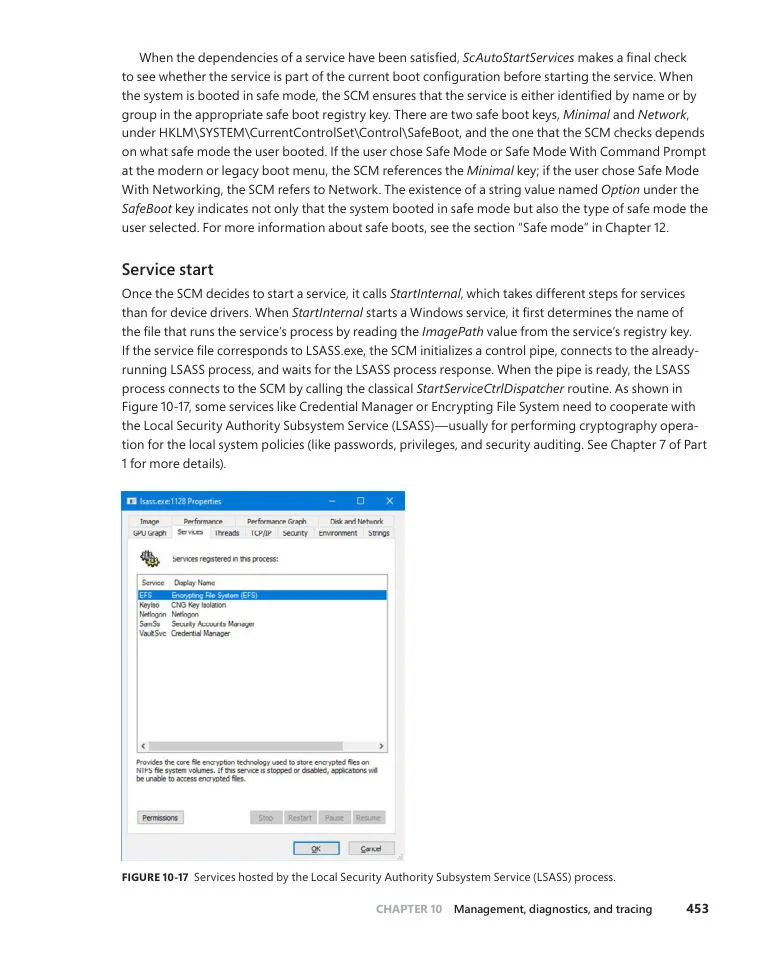 When the dependencies of a service have been satisfied, ScAutoStartServices makes a final check
to see whether the service is part of the current boot configuration before starting the service. When
the system is booted in safe mode, the SCM ensures that the service is either identified by name or by
group in the appropriate safe boot registry key. There are two safe boot keys, Minimal and Network,
under HKLM\SYSTEM\CurrentControlSet\Control\SafeBoot, and the one that the SCM checks depends
on what safe mode the user booted. If the user chose Safe Mode or Safe Mode With Command Prompt
at the modern or legacy boot menu, the SCM references the Minimal key; if the user chose Safe Mode
With Networking, the SCM refers to Network. The existence of a string value named Option under the
SafeBoot key indicates not only that the system booted in safe mode but also the type of safe mode the
user selected. For more information about safe boots, see the section “Safe mode” in Chapter 12.
Service start
Once the SCM decides to start a service, it calls StartInternal, which takes different steps for services
than for device drivers. When StartInternal starts a Windows service, it first determines the name of
the file that runs the service’s process by reading the ImagePath value from the service’s registry key.
If the service file corresponds to LSASS.exe, the SCM initializes a control pipe, connects to the already-
running LSASS process, and waits for the LSASS process response. When the pipe is ready, the LSASS
process connects to the SCM by calling the classical StartServiceCtrlDispatcher routine. As shown in
Figure 10-17, some services like Credential Manager or Encrypting File System need to cooperate with
the Local Security Authority Subsystem Service (LSASS)—usually for performing cryptography opera-
tion for the local system policies (like passwords, privileges, and security auditing. See Chapter 7 of Part
1 for more details).
lsass.exe:1128 Properties
Image Performance Performance Graph Disk and Network
GPU Graph Services Threads TCP/IP Security Environment Strings
Services registered in this process:
Service Display Name
EFS Encrypting File System (EFS)
KeyIso CNG Key Isolation
Netlogon Netlogon
SamSs Security Accounts Manager
VaultSvc Credential Manager
Provides the core file encryption technology used to store encrypted files on
NTFS file system volumes. If this service is stopped or disabled, applications will
be unable to access encrypted files.
Permissions Stop Restart Pause Resume
OK Cancel
FIGURE 10-17 Services hosted by the Local Security Authority Subsystem Service (LSASS) process.
CHAPTER 10 Management, diagnostics, and tracing 453